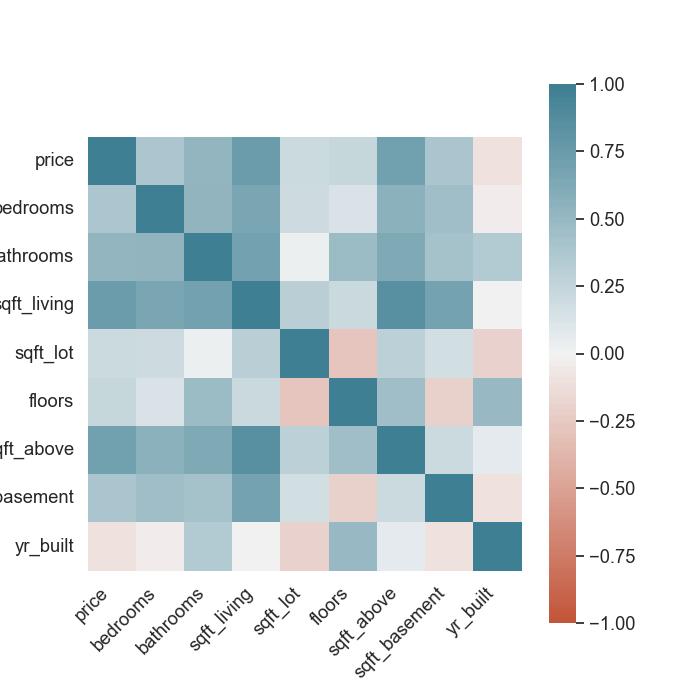 1.00
price
0.75
bedrooms
0.50
athrooms
sqft_living
0.25
sqft_lot
0.00
floors
−0.25
qft_above
−0.50
basement
yr_built
−0.75
−1.00
price
bedrooms
bathrooms
sqft_living
sqft_lot
floors
sqft_above
sqft_basement
yr_built